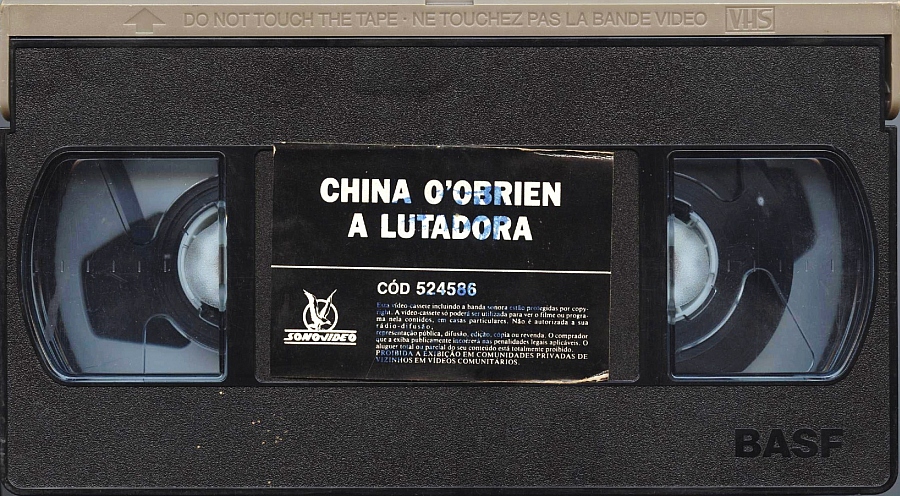 DO NOT TOUCH THE TAPE · NE TOUCHEZ PAS LA BANDE VIDEO VHS
CHINA O'OBRIEN
A LUTADORA
CÓD 524586
SONOVIDEO
Esta vídeo-cassete incluindo a banda sonora estão protegidas por copy-
right. A vídeo-cassete só poderá ser utilizada para ver o filme ou progra-
ma nela contidos, em casas particulares. Não é autorizada a sua
rádio-difusão,
representação pública, difusão, edição, cópia ou revenda. O comprador
que a exiba publicamente incorrerá nas penalidades legais aplicáveis. O
aluguer total ou parcial do seu conteúdo está totalmente proibido.
PROIBIDA A EXIBIÇÃO EM COMUNIDADES PRIVADAS DE
VIZINHOS EM VÍDEOS COMUNITÁRIOS.
BASF